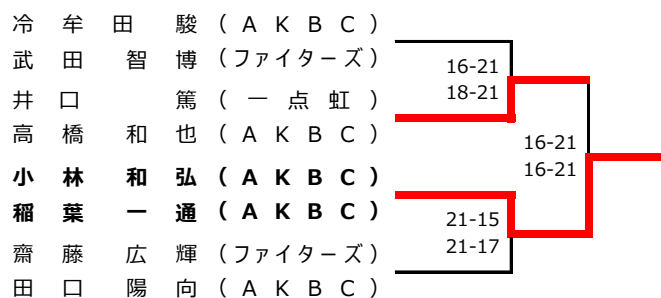 冷牟田 駿(AKBC)
武田智博(ファイターズ)
井口 篤(一点虹)
高橋和也(AKBC)
小林和弘(AKBC)
稲葉一通(AKBC)
齋藤広輝(ファイターズ)
田口陽向(AKBC)
16-21
18-21
21-15
21-17
16-21
16-21